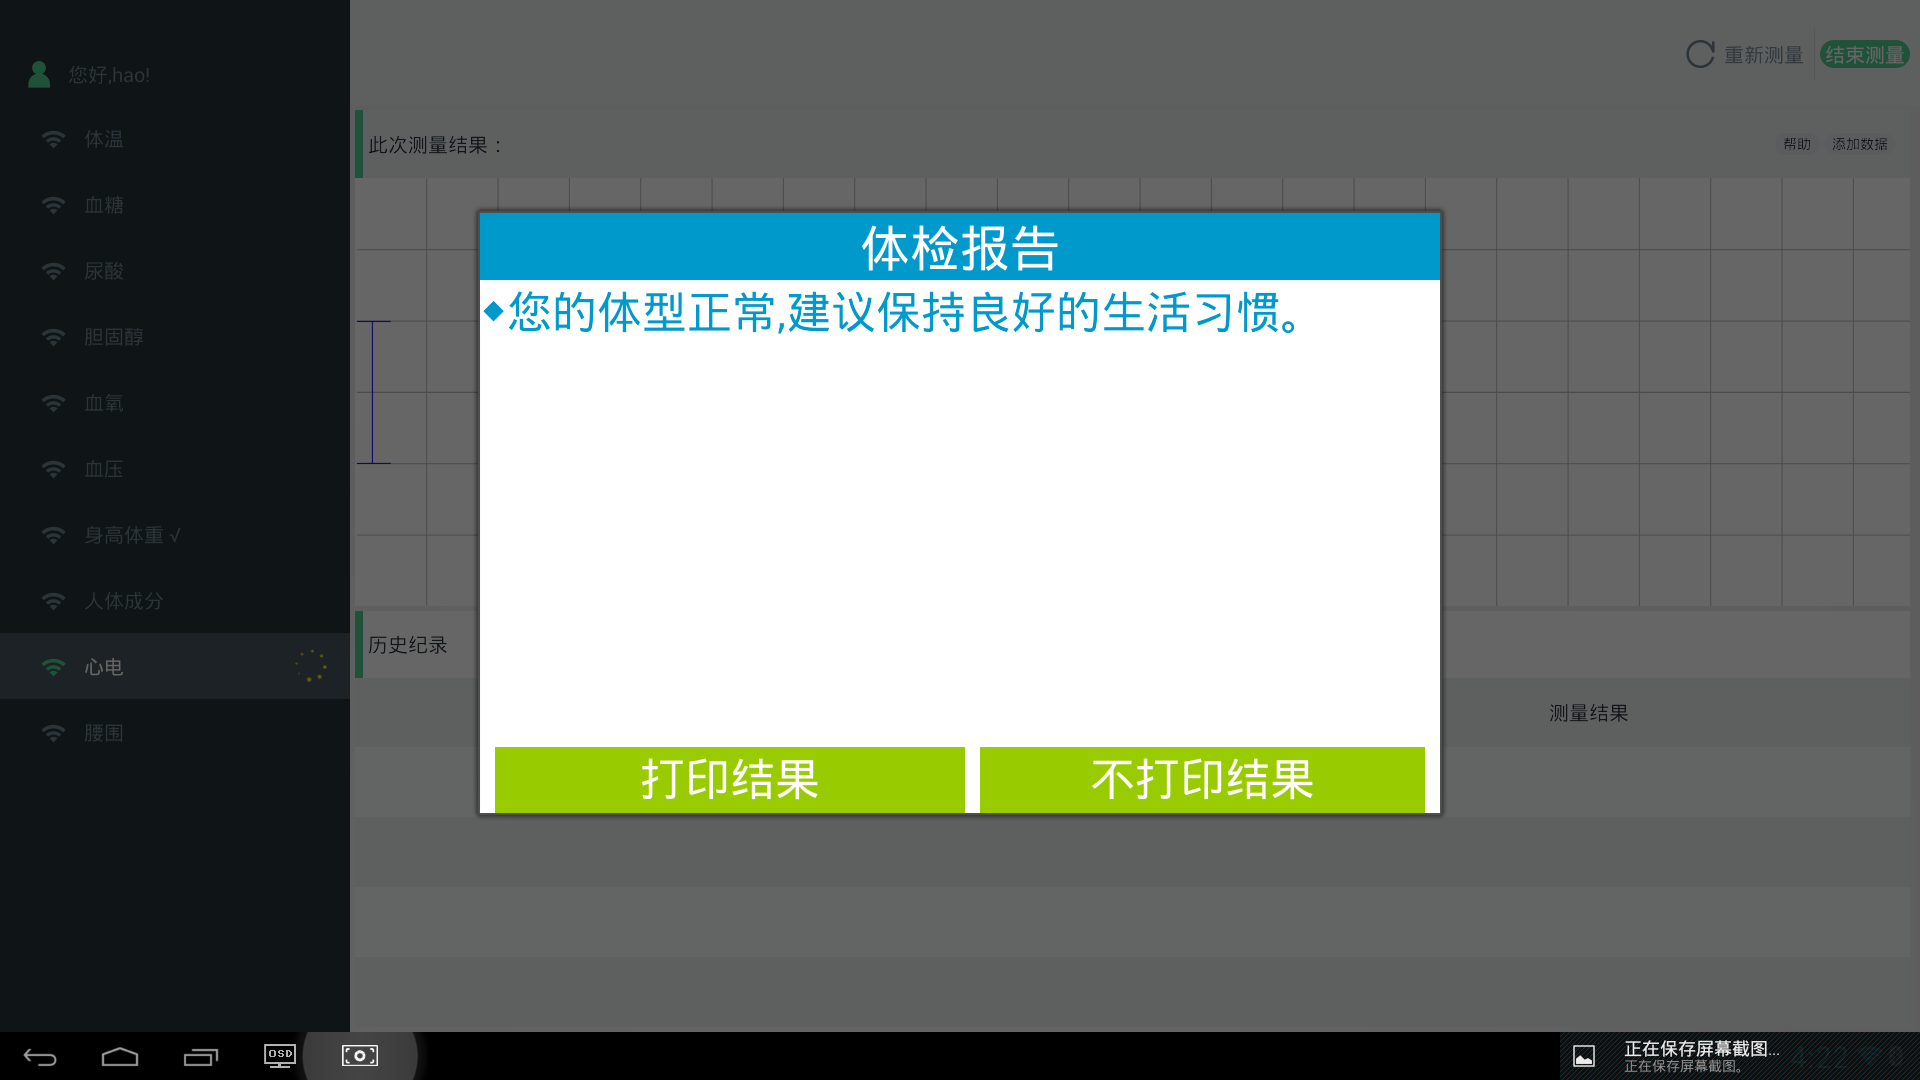 您好,hao!
体温
血糖
尿酸
胆固醇
血氧
血压
身高体重 √
人体成分
心电
腰围
重新测量
结束测量
此次测量结果：
帮助
添加数据
体检报告
◆您的体型正常,建议保持良好的生活习惯。
打印结果
不打印结果
历史纪录
测量结果
OSD
正在保存屏幕截图...
正在保存屏幕截图。
4:22